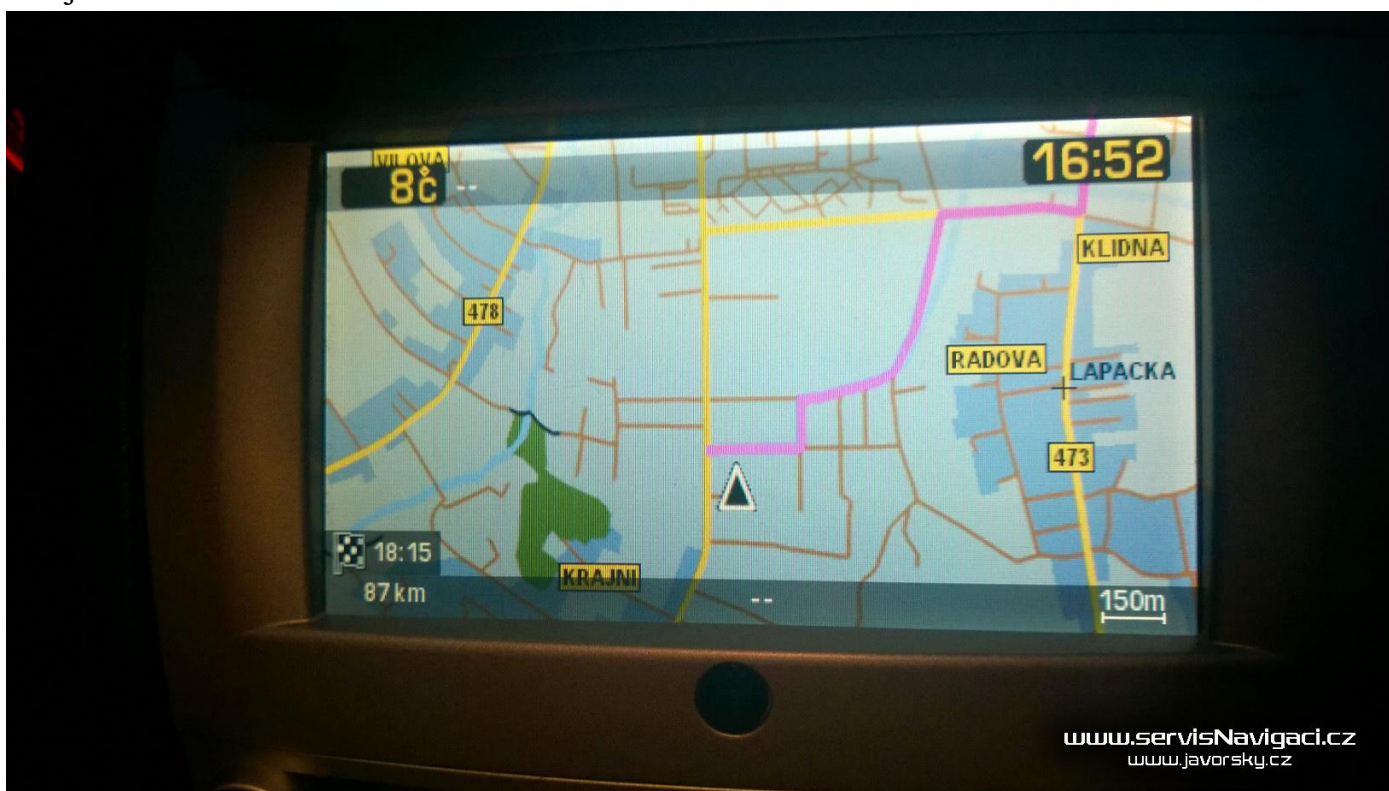 VILOVA
8°C
--
16:52
KLIDNA
478
RADOVA
LAPACKA
473
18:15
KRAJNI
87 km
--
150m
www.servisNavigaci.cz
www.javorsky.cz